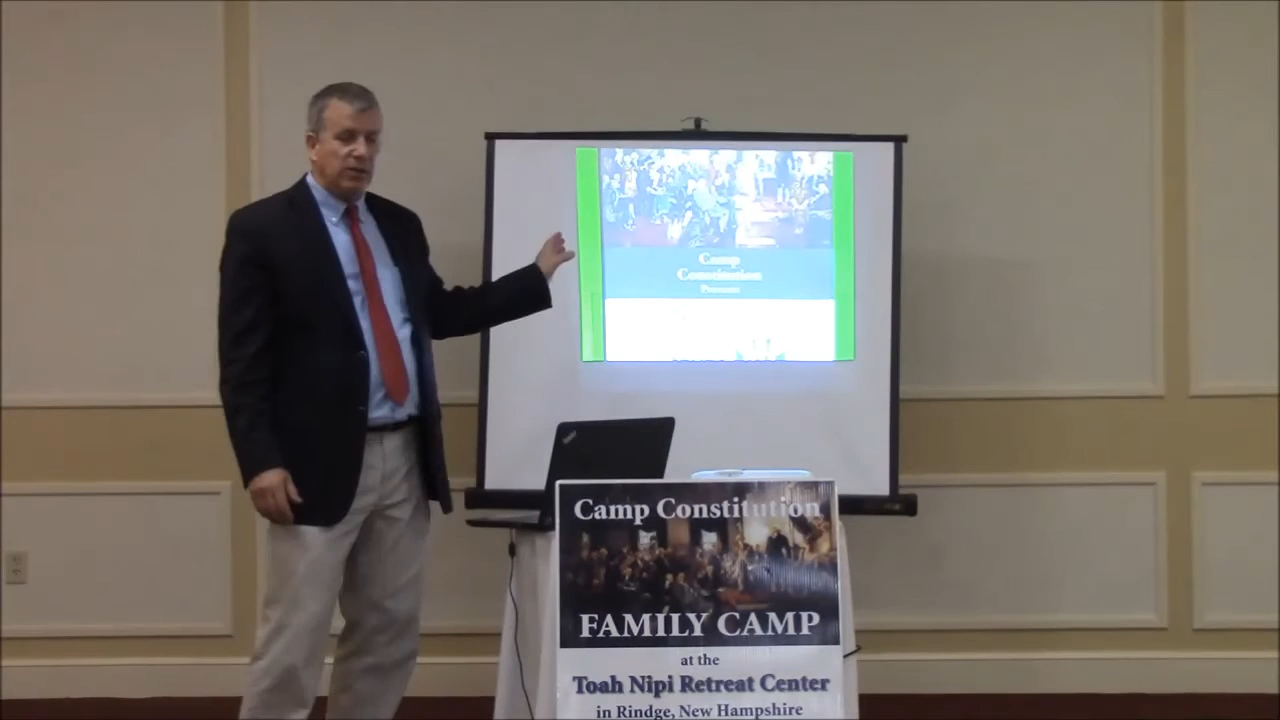 Camp
Constitution
Presents
Camp Constitution
FAMILY CAMP
at the
Toah Nipi Retreat Center
in Rindge, New Hampshire